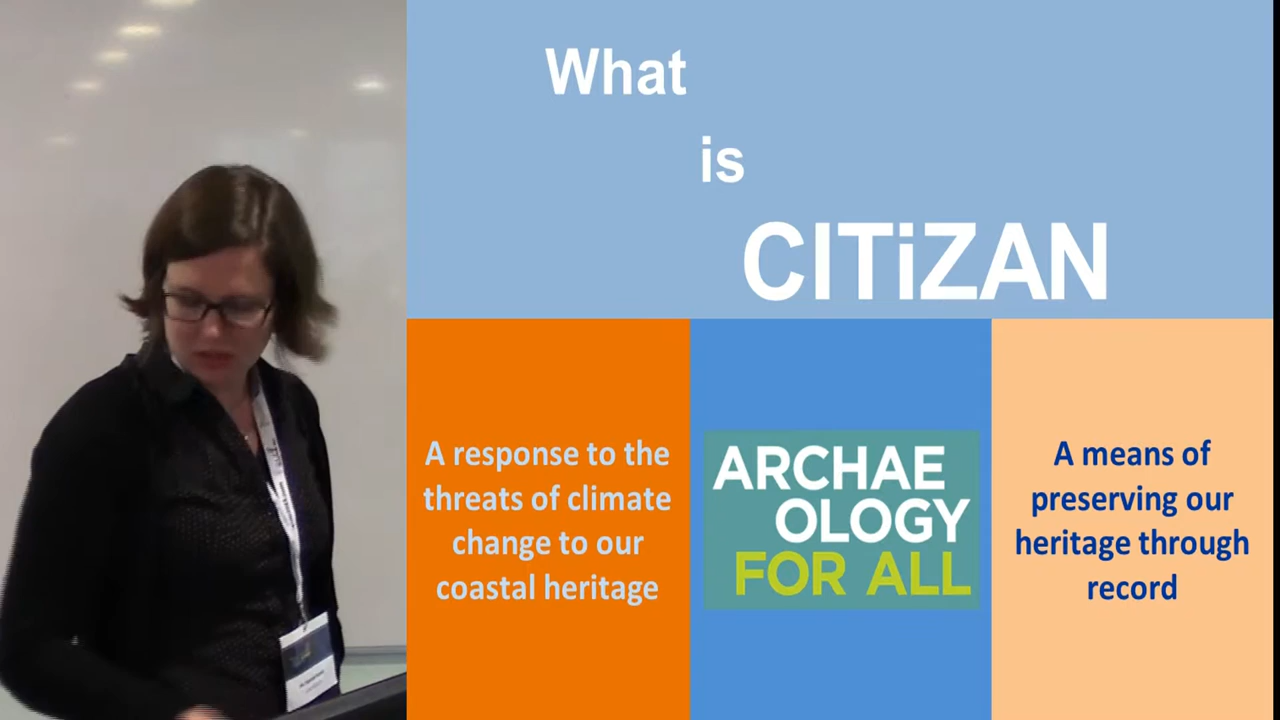 What
is
CITiZAN
A response to the
threats of climate
change to our
coastal heritage
ARCHAE
OLOGY
FOR ALL
A means of
preserving our
heritage through
record